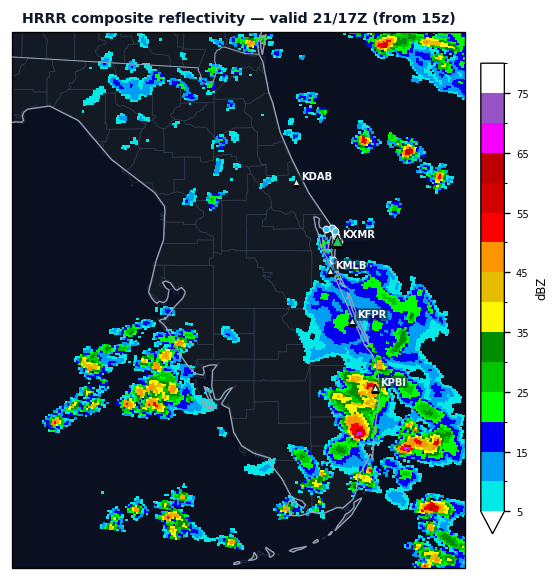 HRRR composite reflectivity — valid 21/17Z (from 15z)
KDAB
KXMR
KMLB
KFPR
KPBI
75
65
55
45
35
25
15
5
dBZ